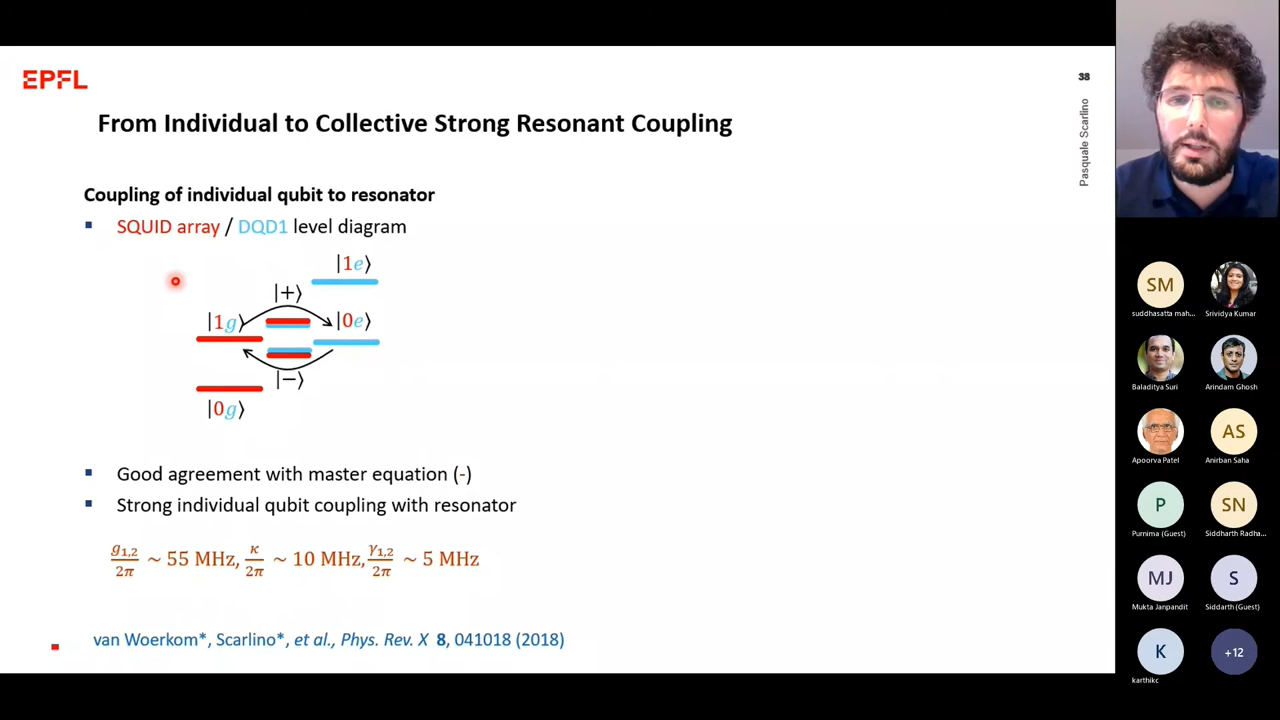 EPFL
38
Pasquale Scarlino
From Individual to Collective Strong Resonant Coupling
Coupling of individual qubit to resonator
SQUID array / DQD1 level diagram
|1e⟩
|+⟩
|1g⟩
|0e⟩
|−⟩
|0g⟩
Good agreement with master equation (-)
Strong individual qubit coupling with resonator
g1,2/2π ~ 55 MHz, κ/2π ~ 10 MHz, γ1,2/2π ~ 5 MHz
van Woerkom*, Scarlino*, et al., Phys. Rev. X 8, 041018 (2018)
SM
suddhasatta mah...
Srividya Kumar
Baladitya Suri
Arindam Ghosh
Apoorva Patel
AS
Anirban Saha
P
Purnima (Guest)
SN
Siddharth Radha...
MJ
Mukta Janpandit
S
Siddarth (Guest)
K
karthikc
+12